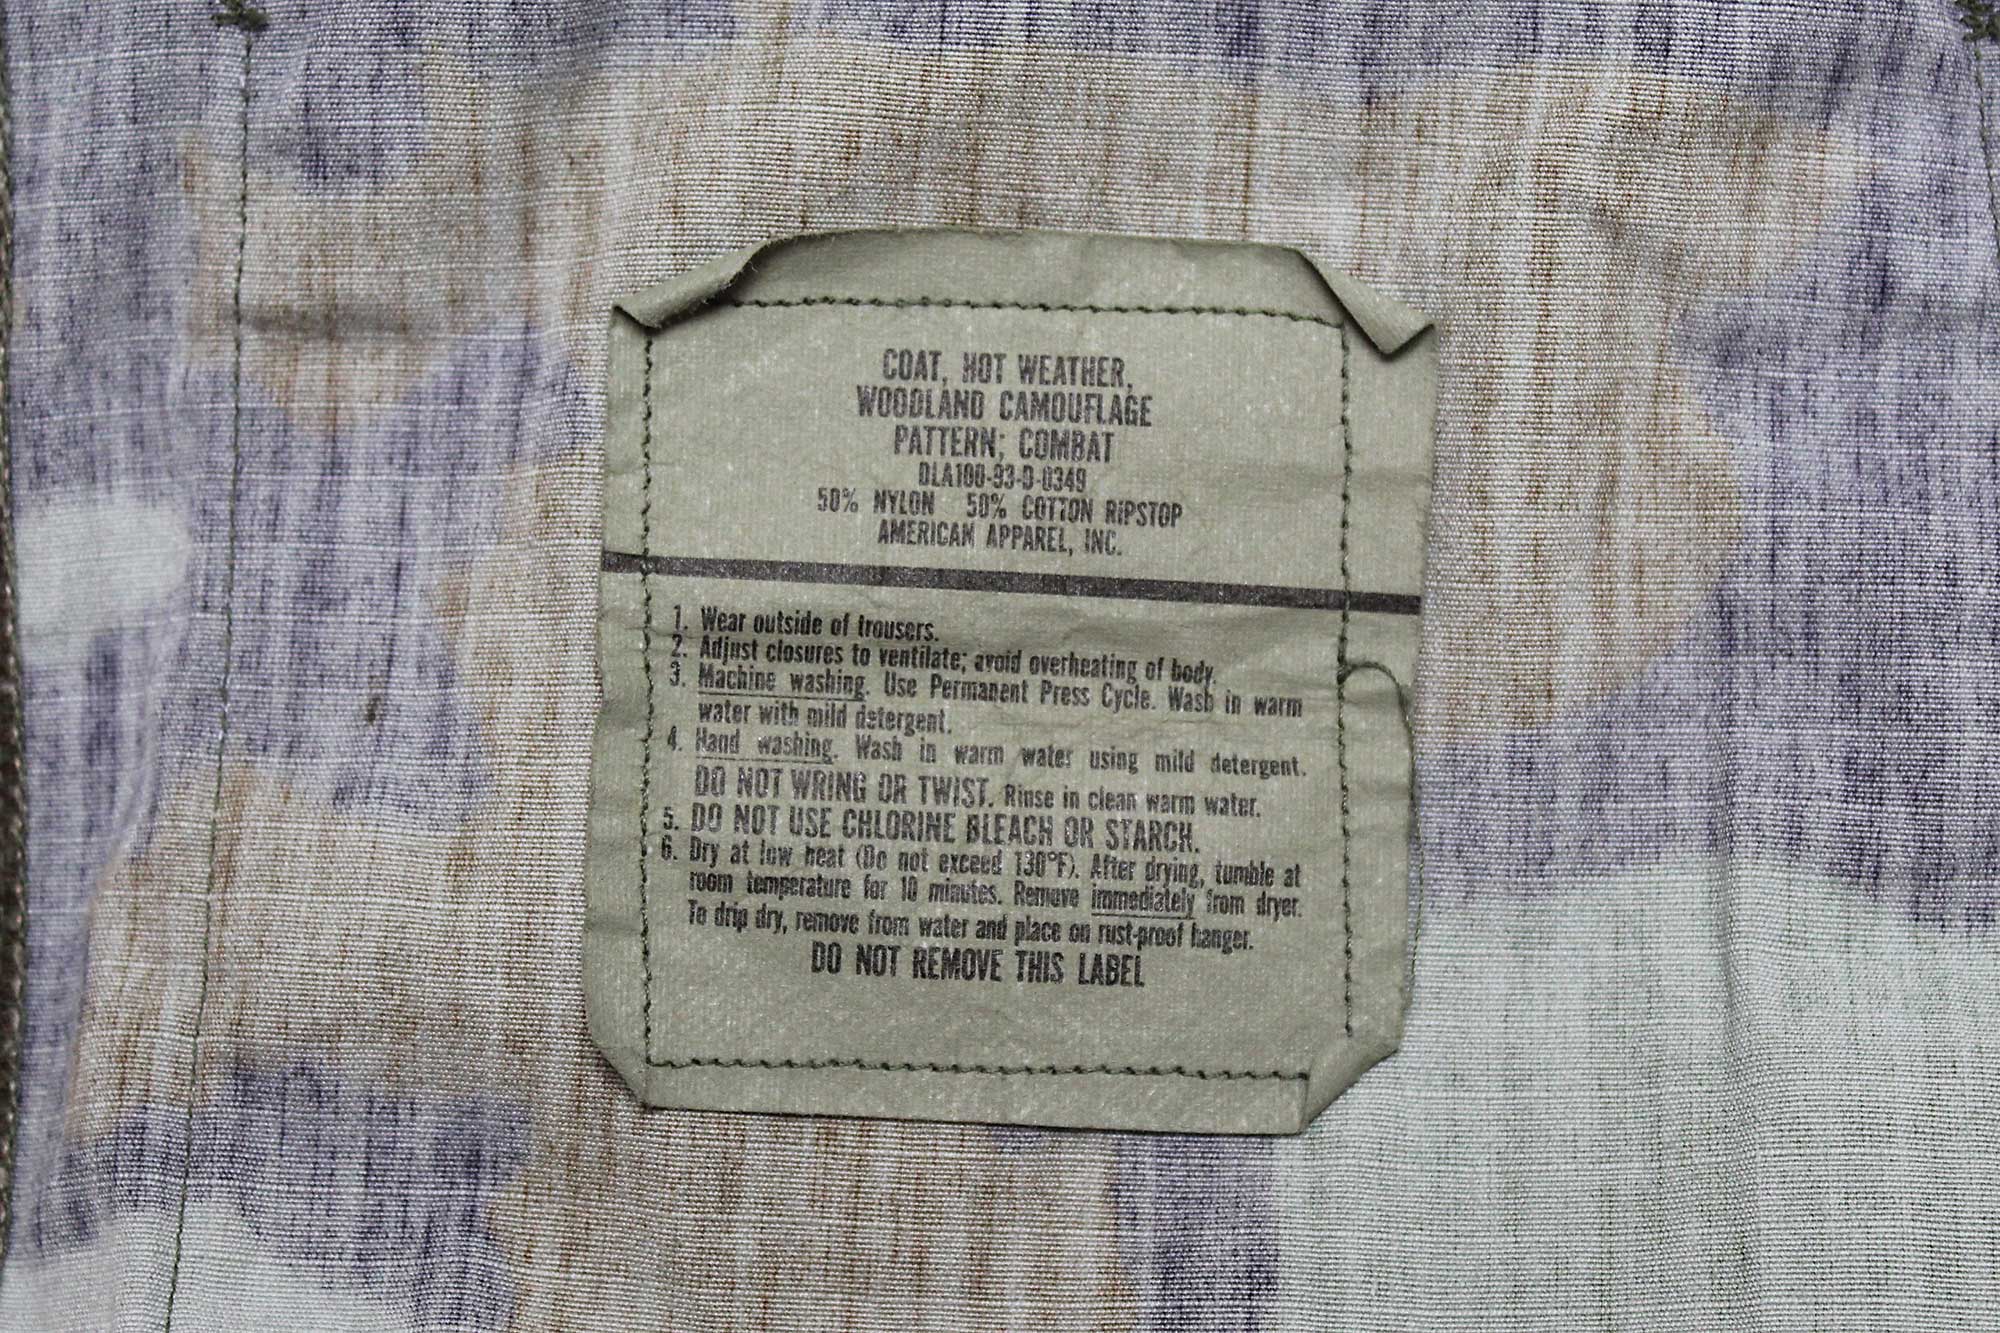 COAT, HOT WEATHER,
WOODLAND CAMOUFLAGE
PATTERN; COMBAT
DLA100-93-D-0349
50% NYLON 50% COTTON RIPSTOP
AMERICAN APPAREL, INC.
1. Wear outside of trousers.
2. Adjust closures to ventilate; avoid overheating of body.
3. Machine washing. Use Permanent Press Cycle. Wash in warm
water with mild detergent.
4. Hand washing. Wash in warm water using mild detergent.
DO NOT WRING OR TWIST. Rinse in clean warm water.
5. DO NOT USE CHLORINE BLEACH OR STARCH.
6. Dry at low heat (Do not exceed 130°F). After drying, tumble at
room temperature for 10 minutes. Remove immediately from dryer.
To drip dry, remove from water and place on rust-proof hanger.
DO NOT REMOVE THIS LABEL